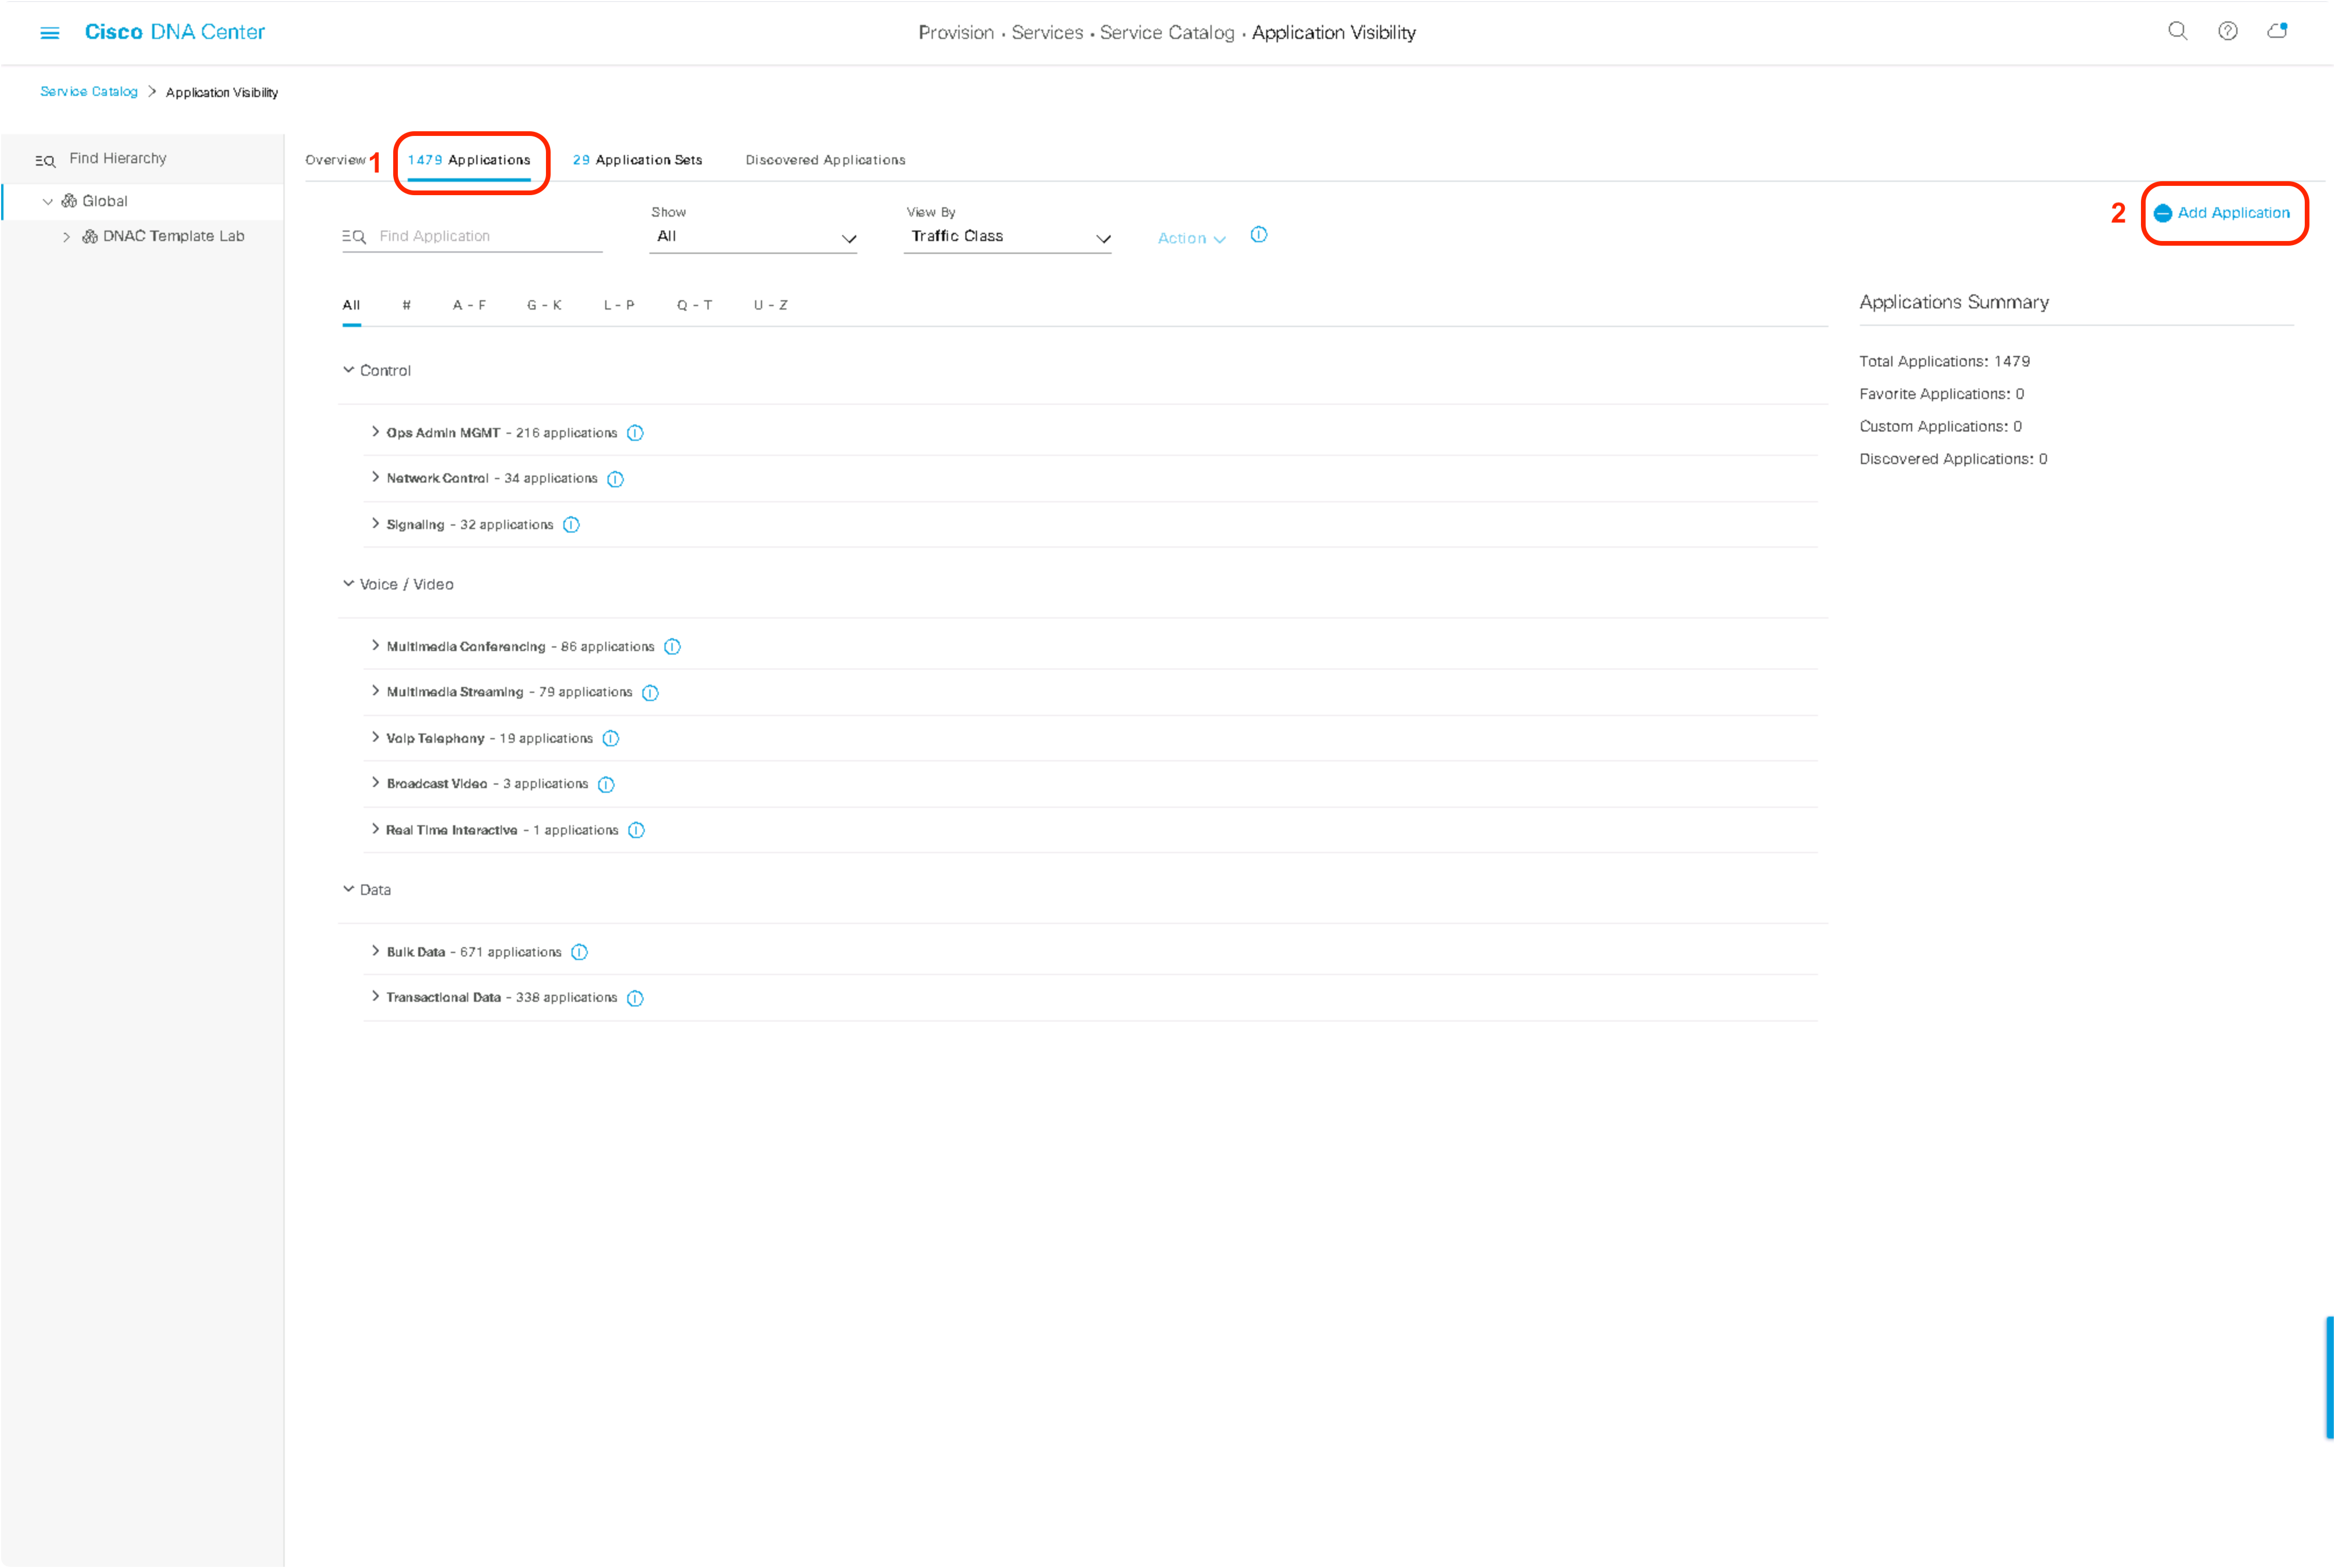 Cisco DNA Center
Provision • Services • Service Catalog • Application Visibility
Service Catalog > Application Visibility
Find Hierarchy
Global
DNAC Template Lab
Overview 1 1479 Applications 29 Application Sets Discovered Applications
2 Add Application
Find Application
Show
All
View By
Traffic Class
Action
All # A - F G - K L - P Q - T U - Z
Control
Ops Admin MGMT - 216 applications
Network Control - 34 applications
Signaling - 32 applications
Voice / Video
Multimedia Conferencing - 86 applications
Multimedia Streaming - 79 applications
Voip Telephony - 19 applications
Broadcast Video - 3 applications
Real Time Interactive - 1 applications
Data
Bulk Data - 671 applications
Transactional Data - 338 applications
Applications Summary
Total Applications: 1479
Favorite Applications: 0
Custom Applications: 0
Discovered Applications: 0